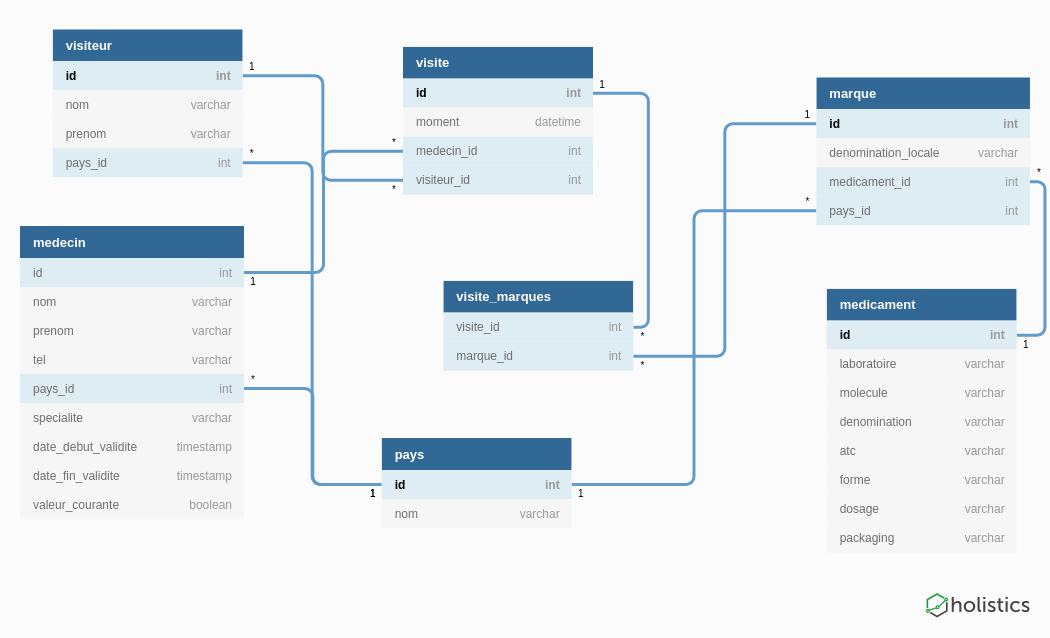 visiteur
id int
nom varchar
prenom varchar
pays_id int
1
*
visite
id int
moment datetime
medecin_id int
visiteur_id int
1
*
*
marque
id int
denomination_locale varchar
medicament_id int
pays_id int
1
*
*
medecin
id int
nom varchar
prenom varchar
tel varchar
pays_id int
specialite varchar
date_debut_validite timestamp
date_fin_validite timestamp
valeur_courante boolean
1
*
visite_marques
visite_id int
marque_id int
*
*
medicament
id int
laboratoire varchar
molecule varchar
denomination varchar
atc varchar
forme varchar
dosage varchar
packaging varchar
1
pays
id int
nom varchar
1
1
holistics